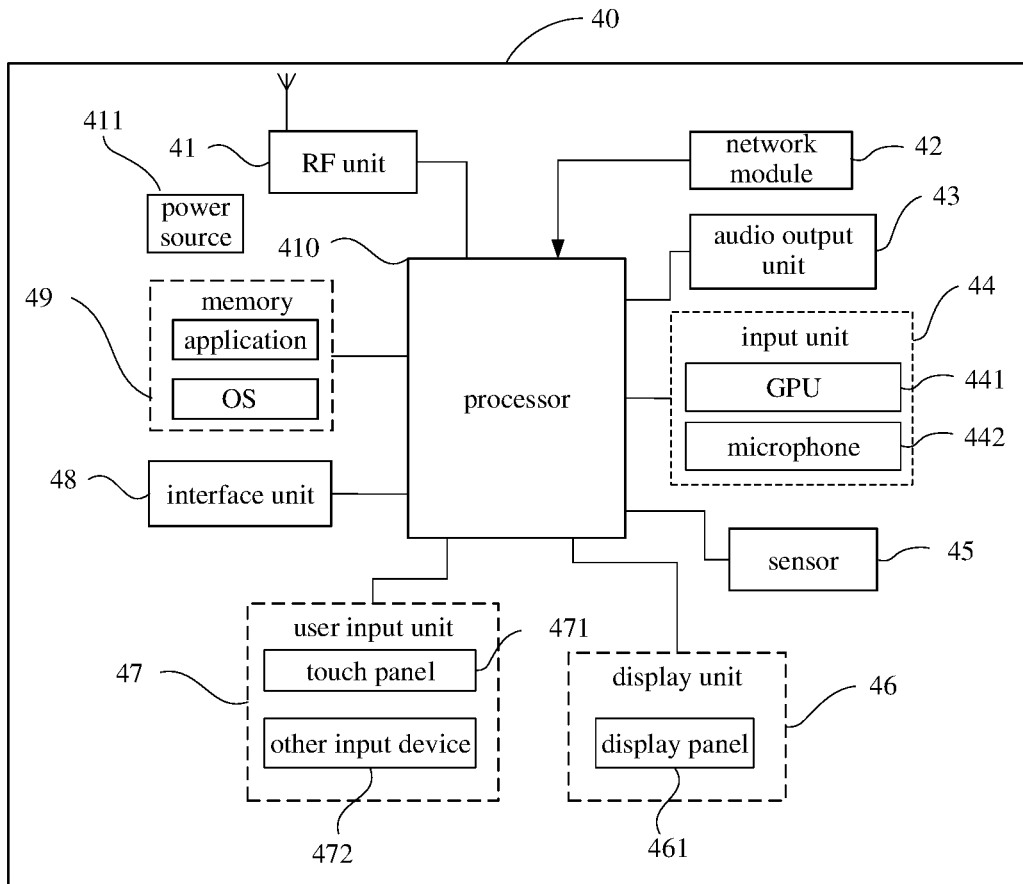 40
411
41
RF unit
network
module
42
power
source
43
audio output
unit
410
49
memory
application
OS
44
input unit
GPU
441
microphone
442
processor
48
interface unit
sensor
45
user input unit
471
touch panel
47
other input device
472
display unit
46
display panel
461